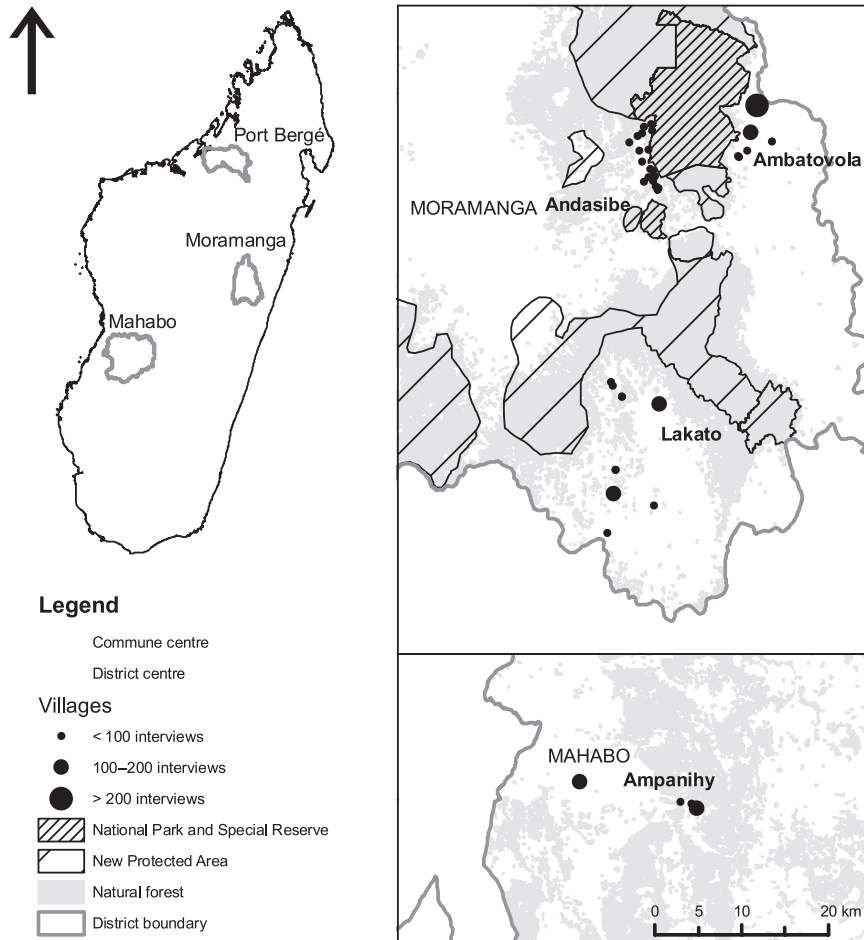 Port Bergé
Moramanga
Mahabo
Ambatovola
MORAMANGA
Andasibe
Lakato
MAHABO
Ampanihy
0 5 10 20 km
Legend
Commune centre
District centre
Villages
< 100 interviews
100–200 interviews
> 200 interviews
National Park and Special Reserve
New Protected Area
Natural forest
District boundary